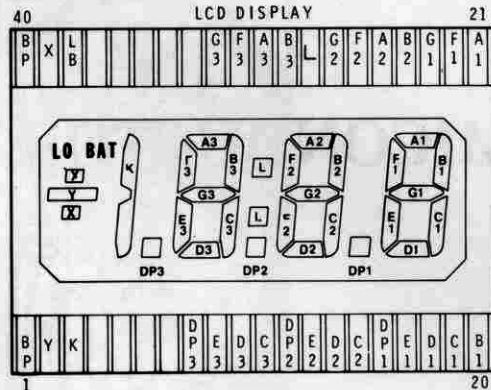 LCD DISPLAY
40 21
BP X LB G3 F3 A3 B3 L G2 F2 A2 B2 G1 F1 A1
A3 A2 A1
LO BAT K B3 L F2 B2 F1 B1
Y
Y G3 G2 G1
X
E3 C3 L C2 E1 C1
D3 D2 D1
DP3 DP2 DP1
BP Y K DP3 E3 D3 C3 DP2 E2 D2 C2 DP1 E1 D1 C1 B1
1 20